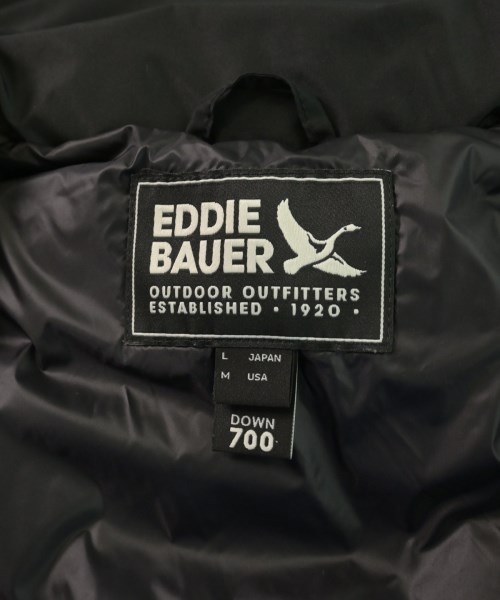 EDDIE
BAUER
OUTDOOR OUTFITTERS
ESTABLISHED • 1920 •
L JAPAN
M USA
DOWN
700